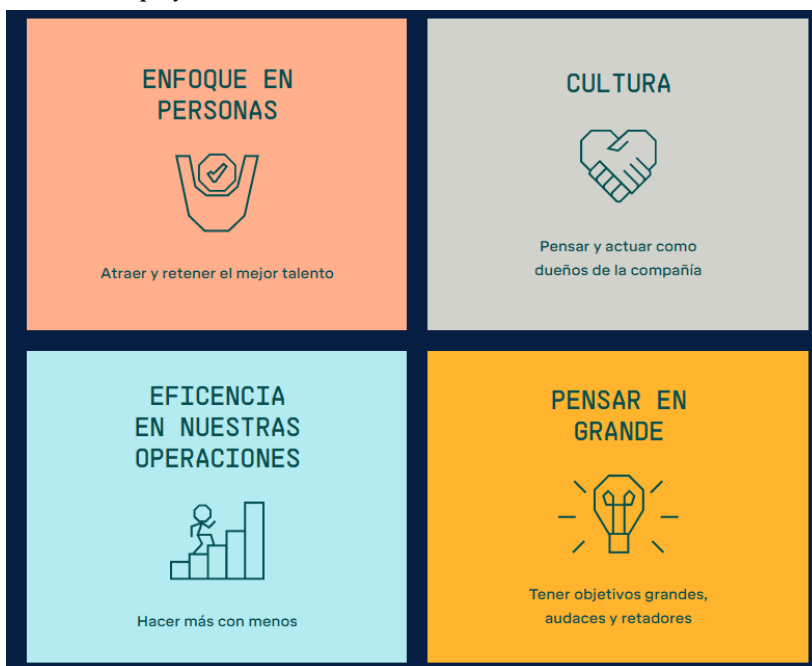 ENFOQUE EN
PERSONAS
Atraer y retener el mejor talento
CULTURA
Pensar y actuar como
dueños de la compañía
EFICENCIA
EN NUESTRAS
OPERACIONES
Hacer más con menos
PENSAR EN
GRANDE
Tener objetivos grandes,
audaces y retadores